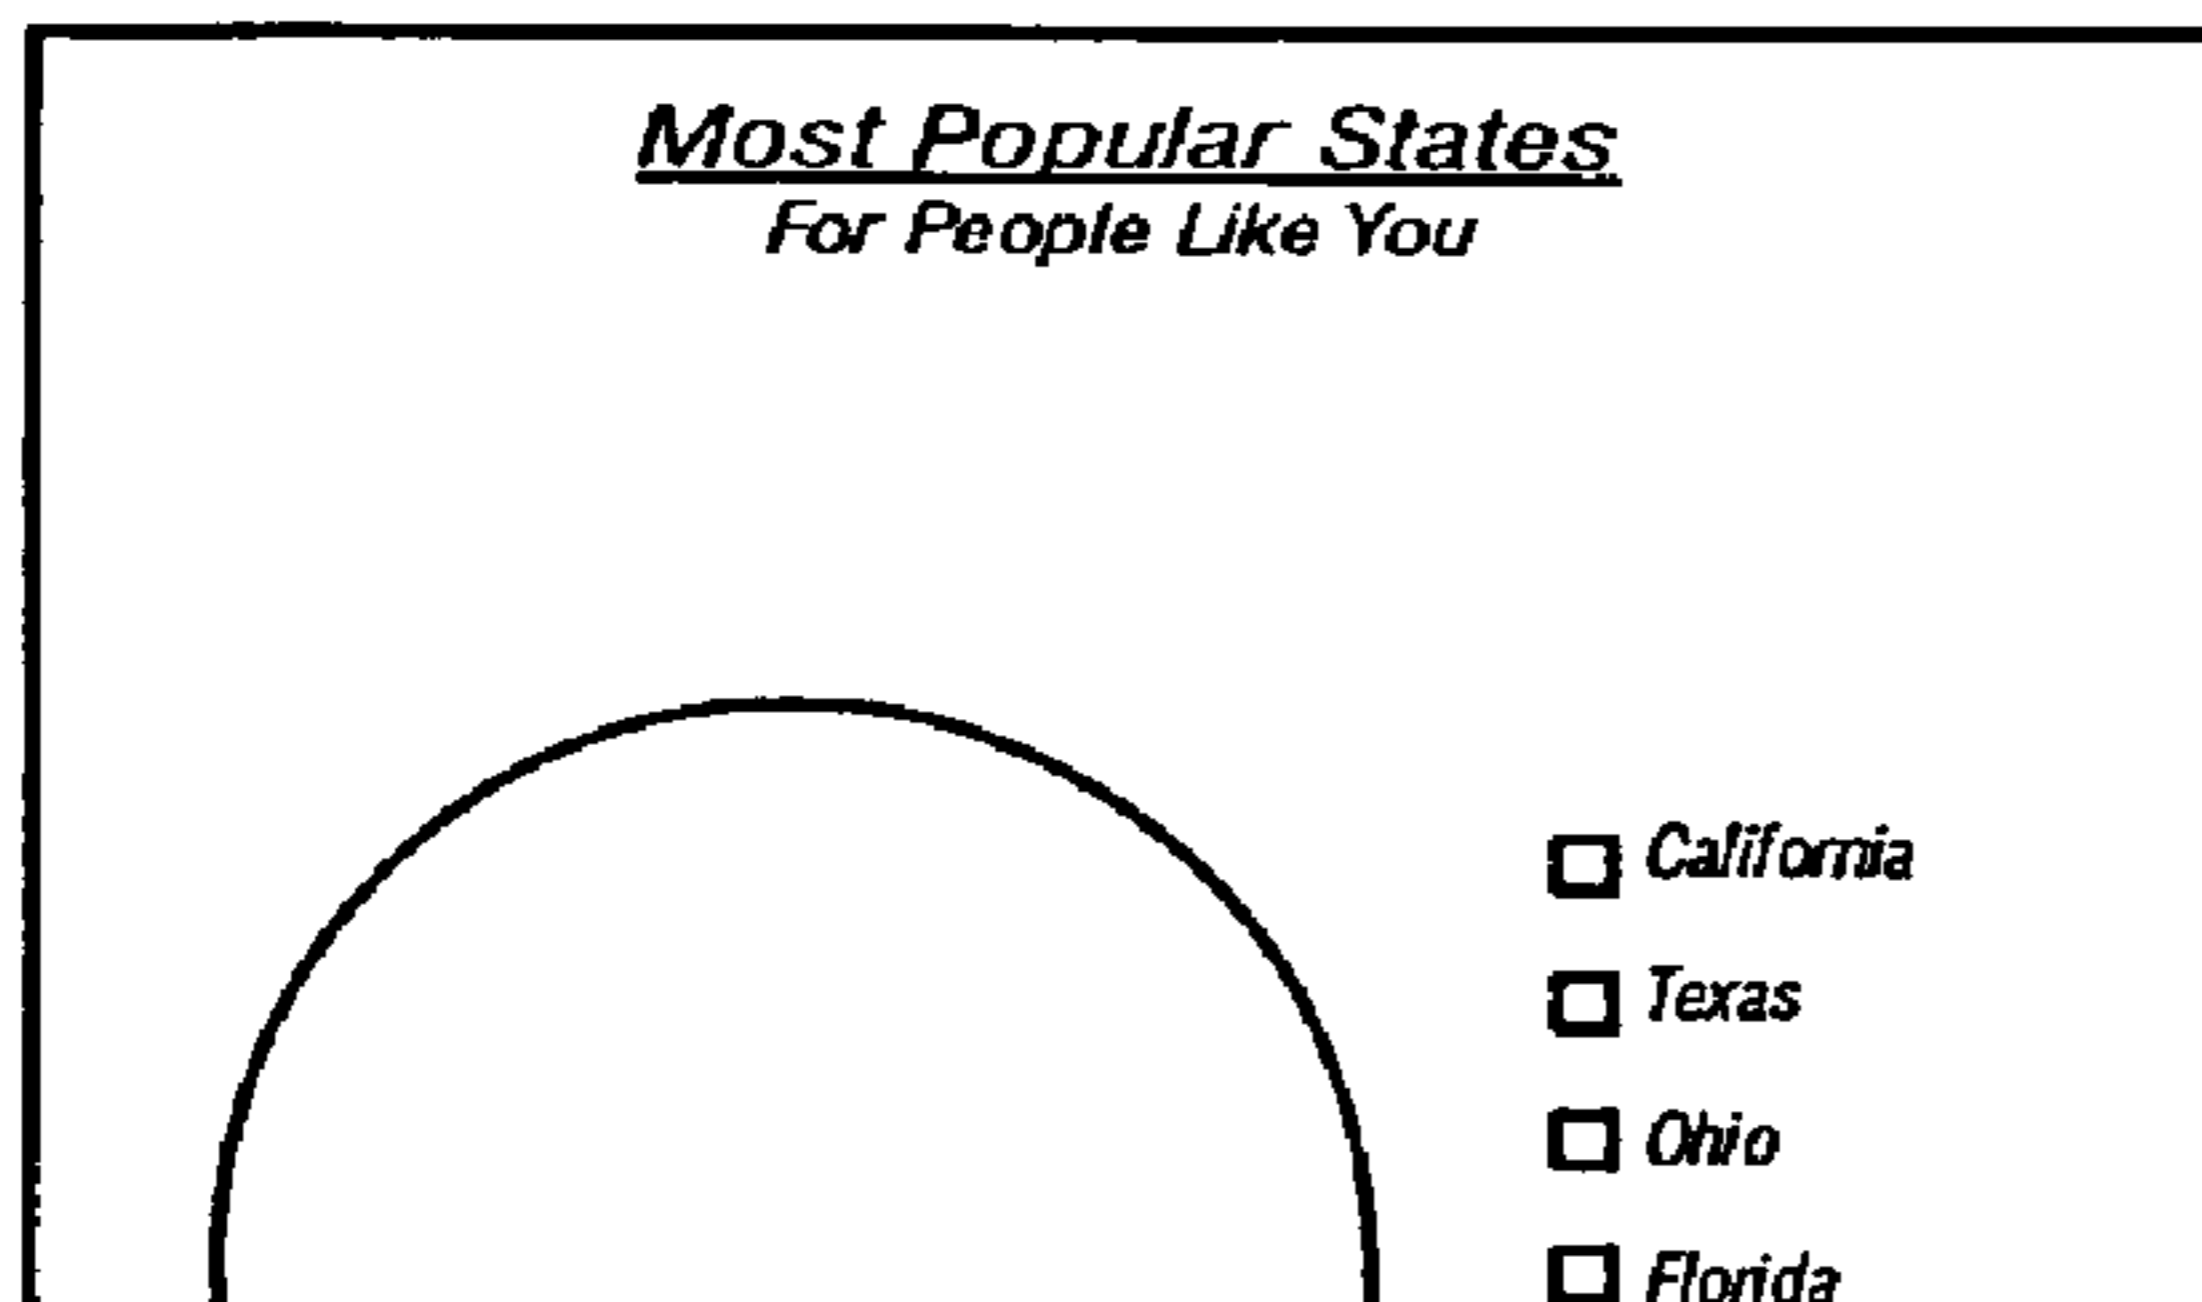 Most Popular States
For People Like You
California
Texas
Ohio
Florida